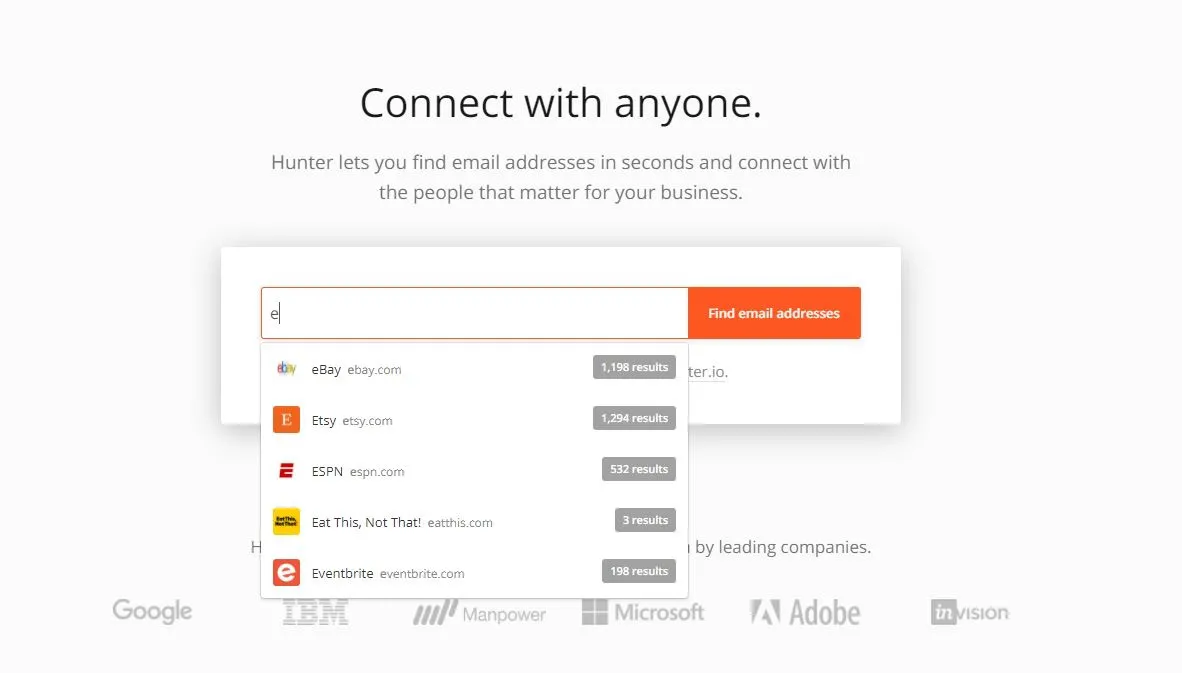 Connect with anyone.
Hunter lets you find email addresses in seconds and connect with
the people that matter for your business.
e
Find email addresses
ebay eBay ebay.com 1,198 results
ter.io.
E Etsy etsy.com 1,294 results
E ESPN espn.com 532 results
Eat This, Not That! Eat This, Not That! eatthis.com 3 results
H by leading companies.
e Eventbrite eventbrite.com 198 results
Google IBM Manpower Microsoft Adobe invision